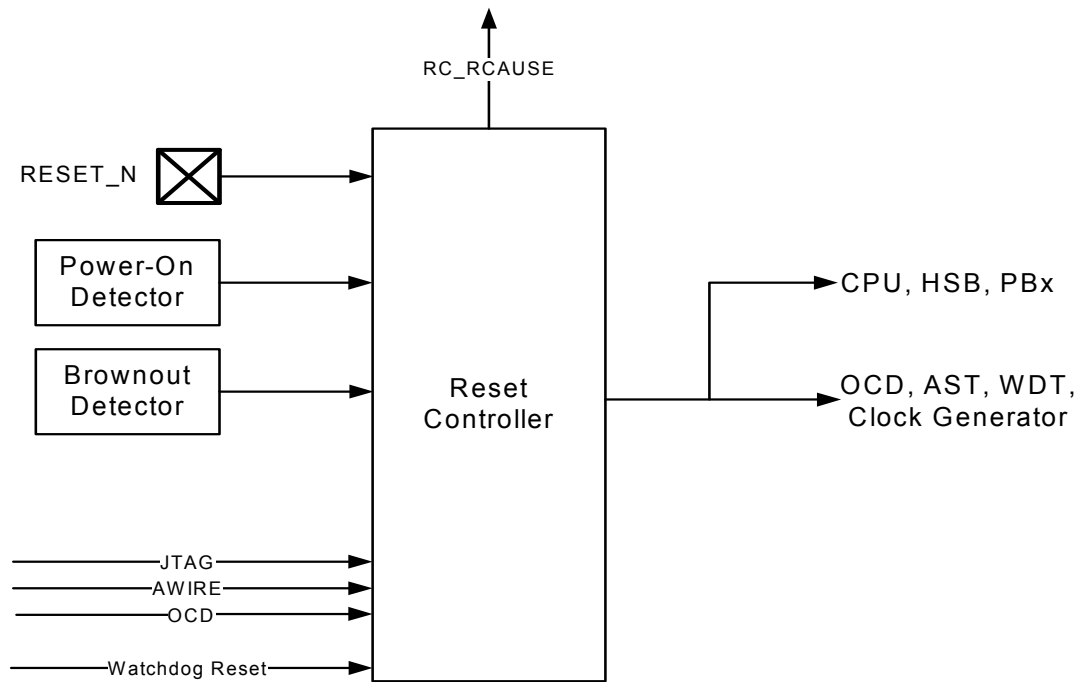 RC_RCAUSE
RESET_N
Power-On
Detector
Brownout
Detector
Reset
Controller
CPU, HSB, PBx
OCD, AST, WDT,
Clock Generator
JTAG
AWIRE
OCD
Watchdog Reset